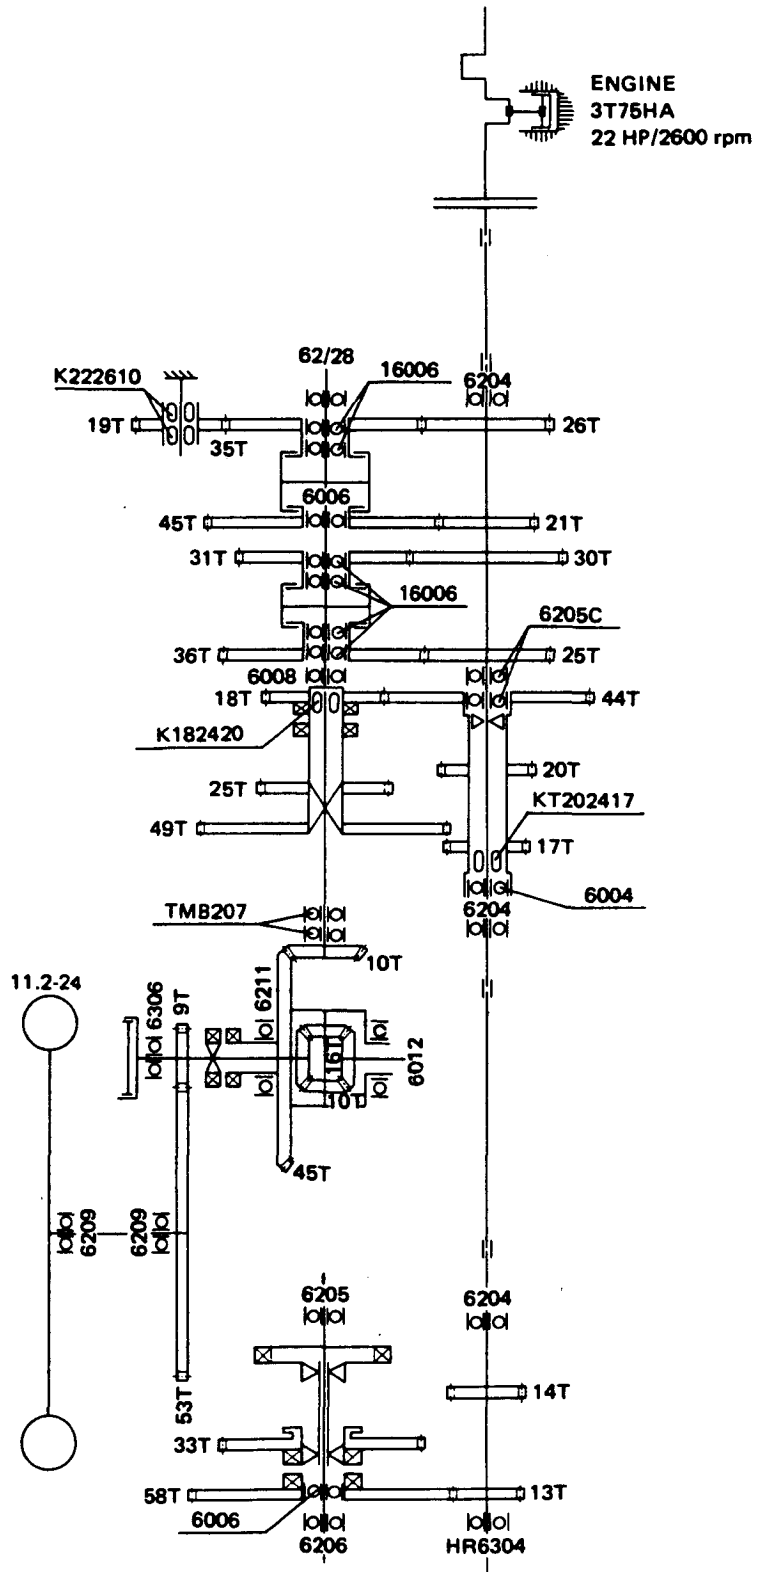 ENGINE
3T75HA
22 HP/2600 rpm
62/28
16006
6204
K222610
19T
35T
26T
6006
45T
21T
31T
30T
16006
6205C
36T
25T
6008
18T
44T
K182420
20T
25T
KT202417
49T
17T
6004
TMB207
6204
10T
11.2-24
6306
9T
6211
16T
6012
10T
45T
6209
6209
6205
6204
53T
14T
33T
58T
13T
6006
6206
HR6304